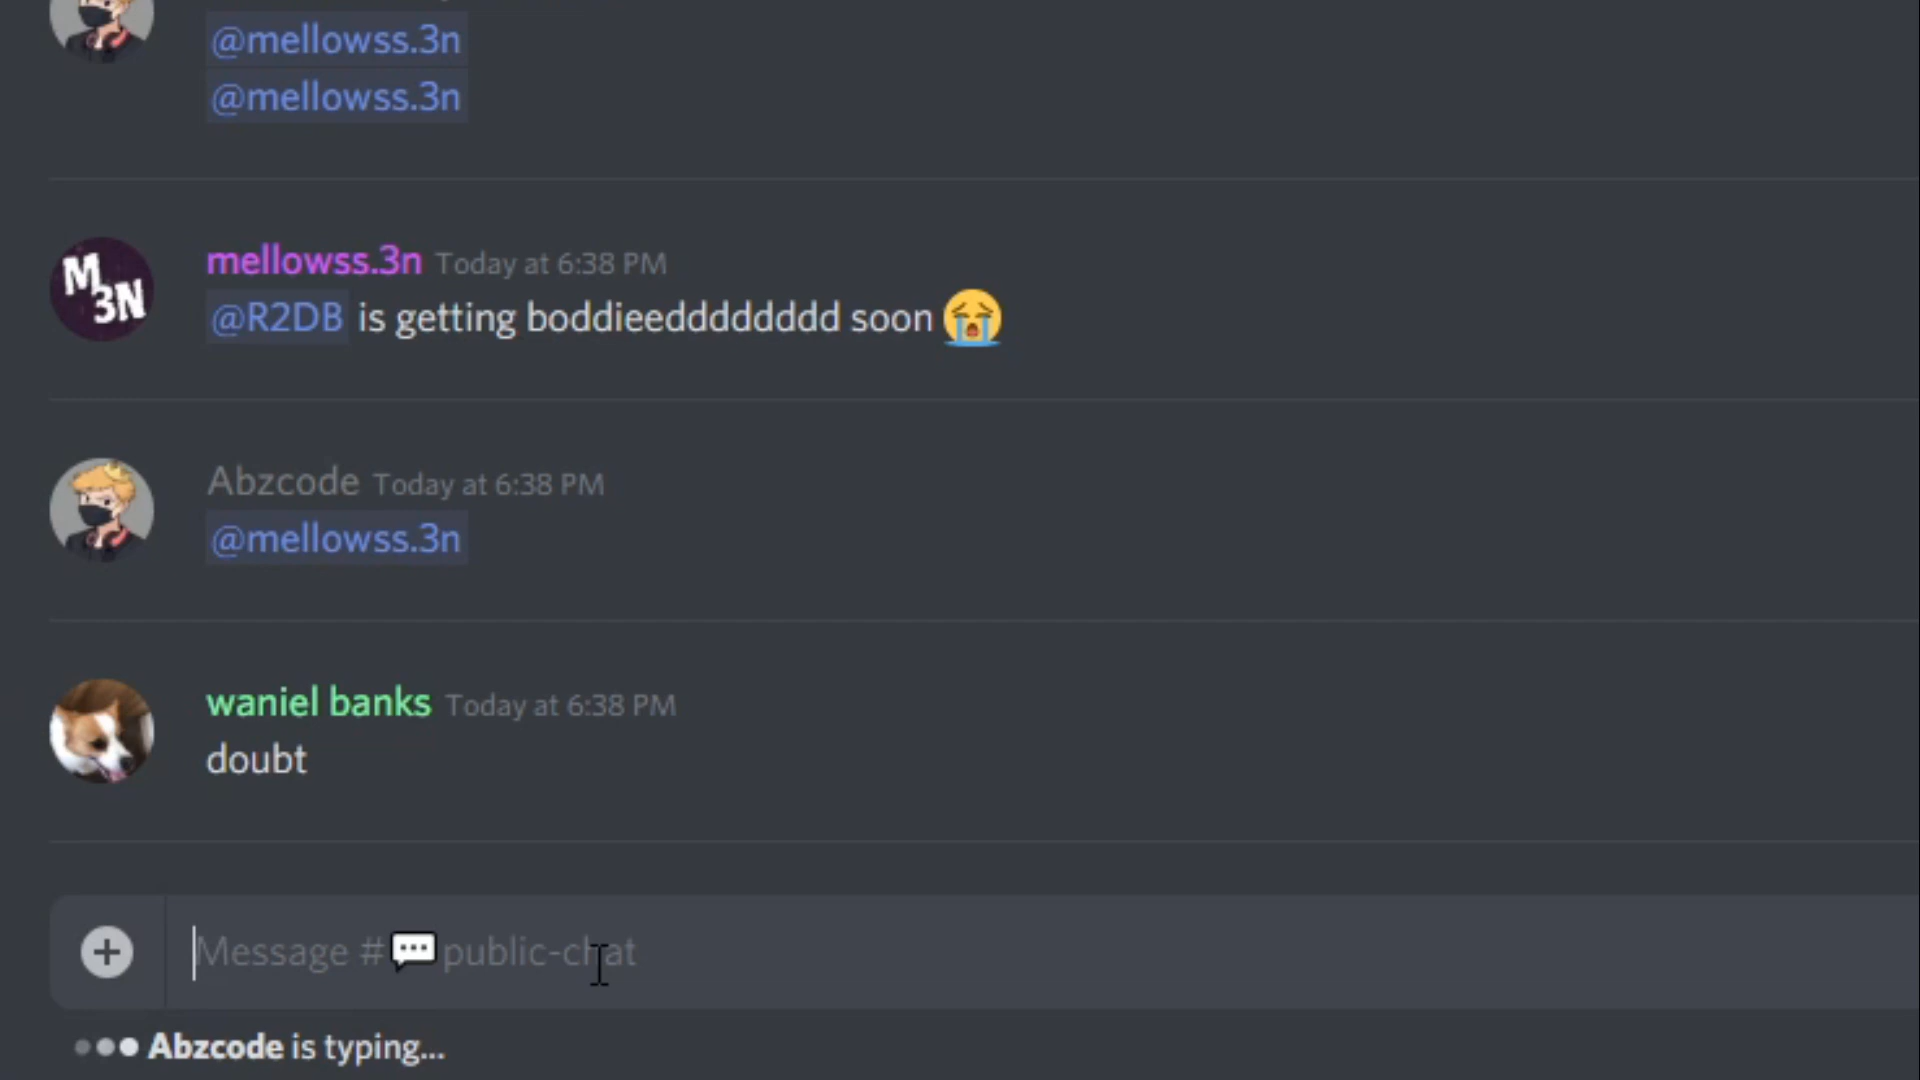 @mellowss.3n
@mellowss.3n
M3N
mellowss.3n Today at 6:38 PM
@R2DB is getting boddieedddddddd soon 😭
Abzcode Today at 6:38 PM
@mellowss.3n
waniel banks Today at 6:38 PM
doubt
Message #💬public-chat
Abzcode is typing...